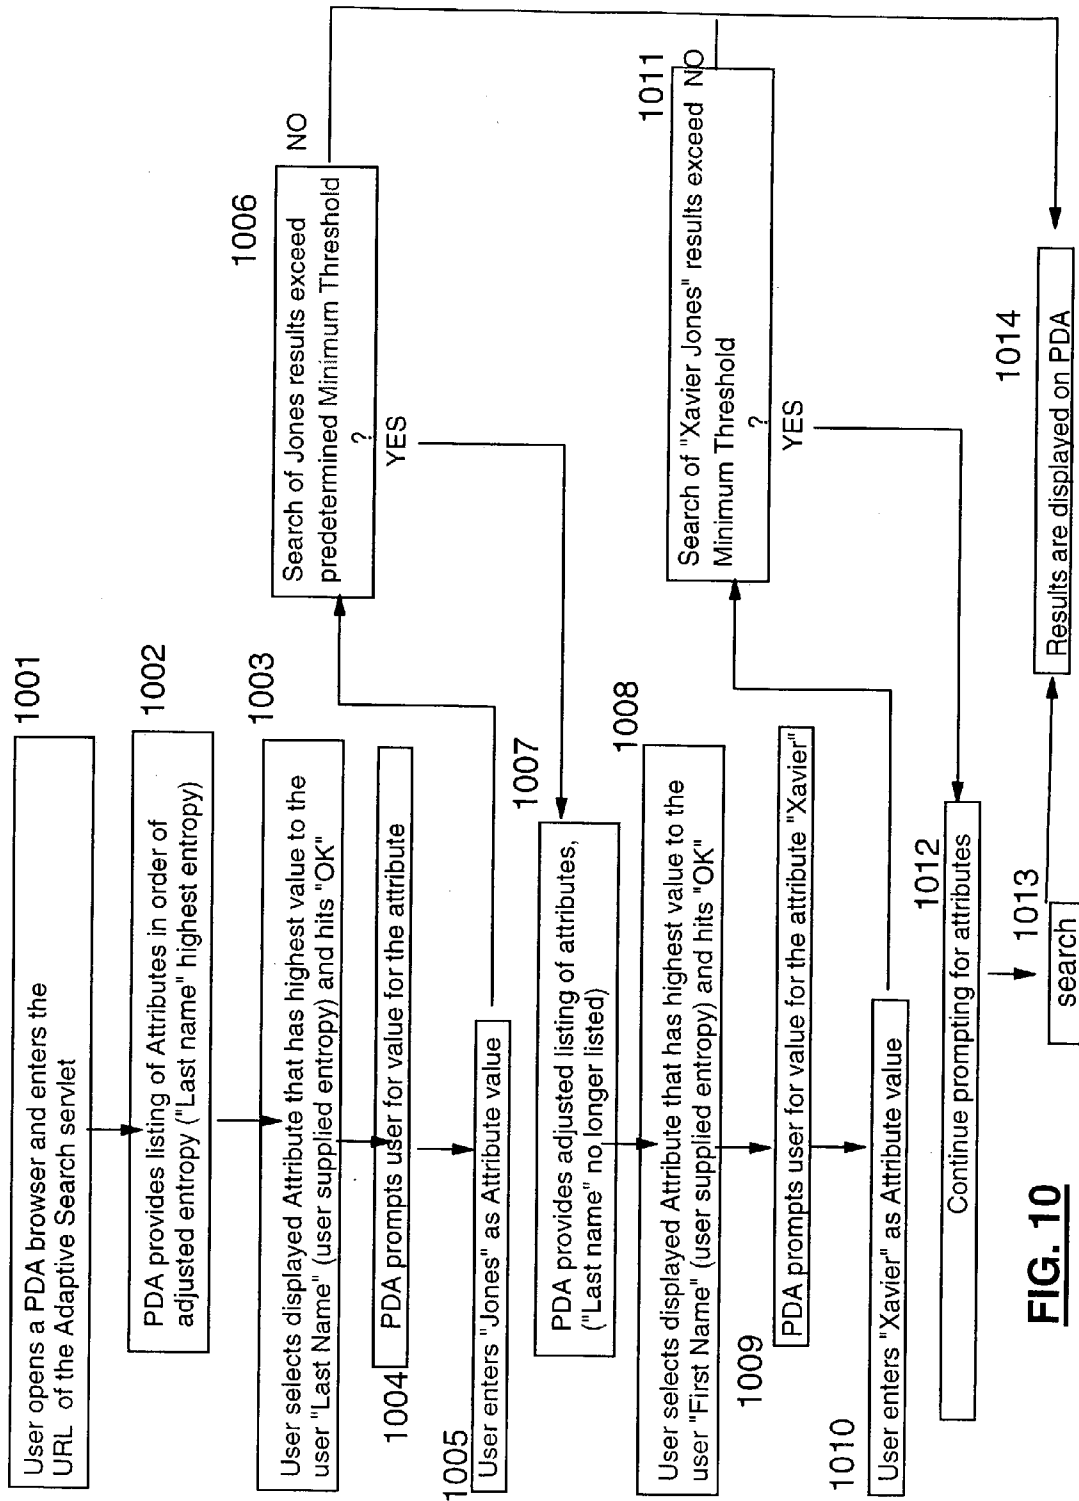 1001
User opens a PDA browser and enters the
URL of the Adaptive Search servlet
1002
PDA provides listing of Attributes in order of
adjusted entropy ("Last name" highest entropy)
1003
User selects displayed Attribute that has highest value to the
user "Last Name" (user supplied entropy) and hits "OK"
1004
PDA prompts user for value for the attribute
1005
User enters "Jones" as Attribute value
1006
Search of Jones results exceed
predetermined Minimum Threshold
?
NO
YES
1007
PDA provides adjusted listing of attributes,
("Last name" no longer listed)
1008
User selects displayed Attribute that has highest value to the
user "First Name" (user supplied entropy) and hits "OK"
1009
PDA prompts user for value for the attribute "Xavier"
1010
User enters "Xavier" as Attribute value
1011
Search of "Xavier Jones" results exceed
Minimum Threshold
?
NO
YES
1012
Continue prompting for attributes
1013
search
1014
Results are displayed on PDA
FIG. 10